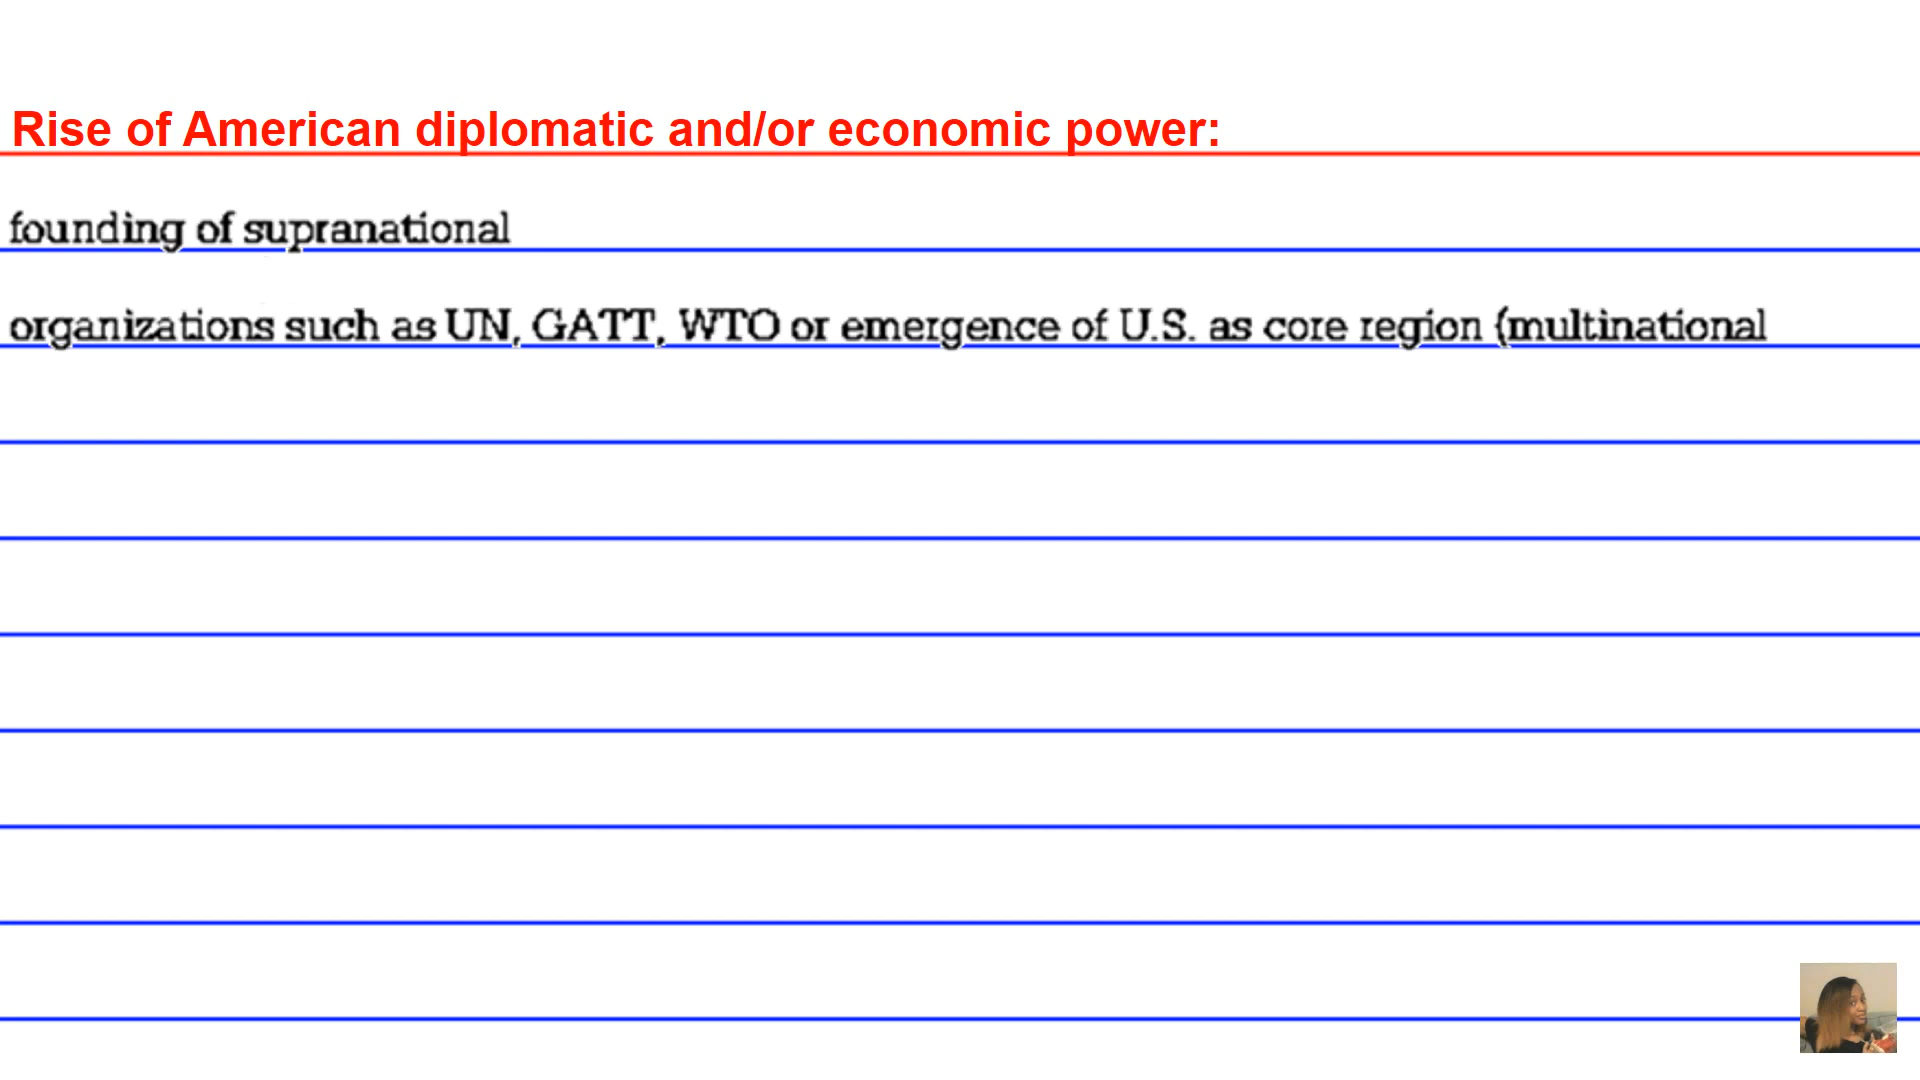 Rise of American diplomatic and/or economic power:
founding of supranational
organizations such as UN, GATT, WTO or emergence of U.S. as core region (multinational